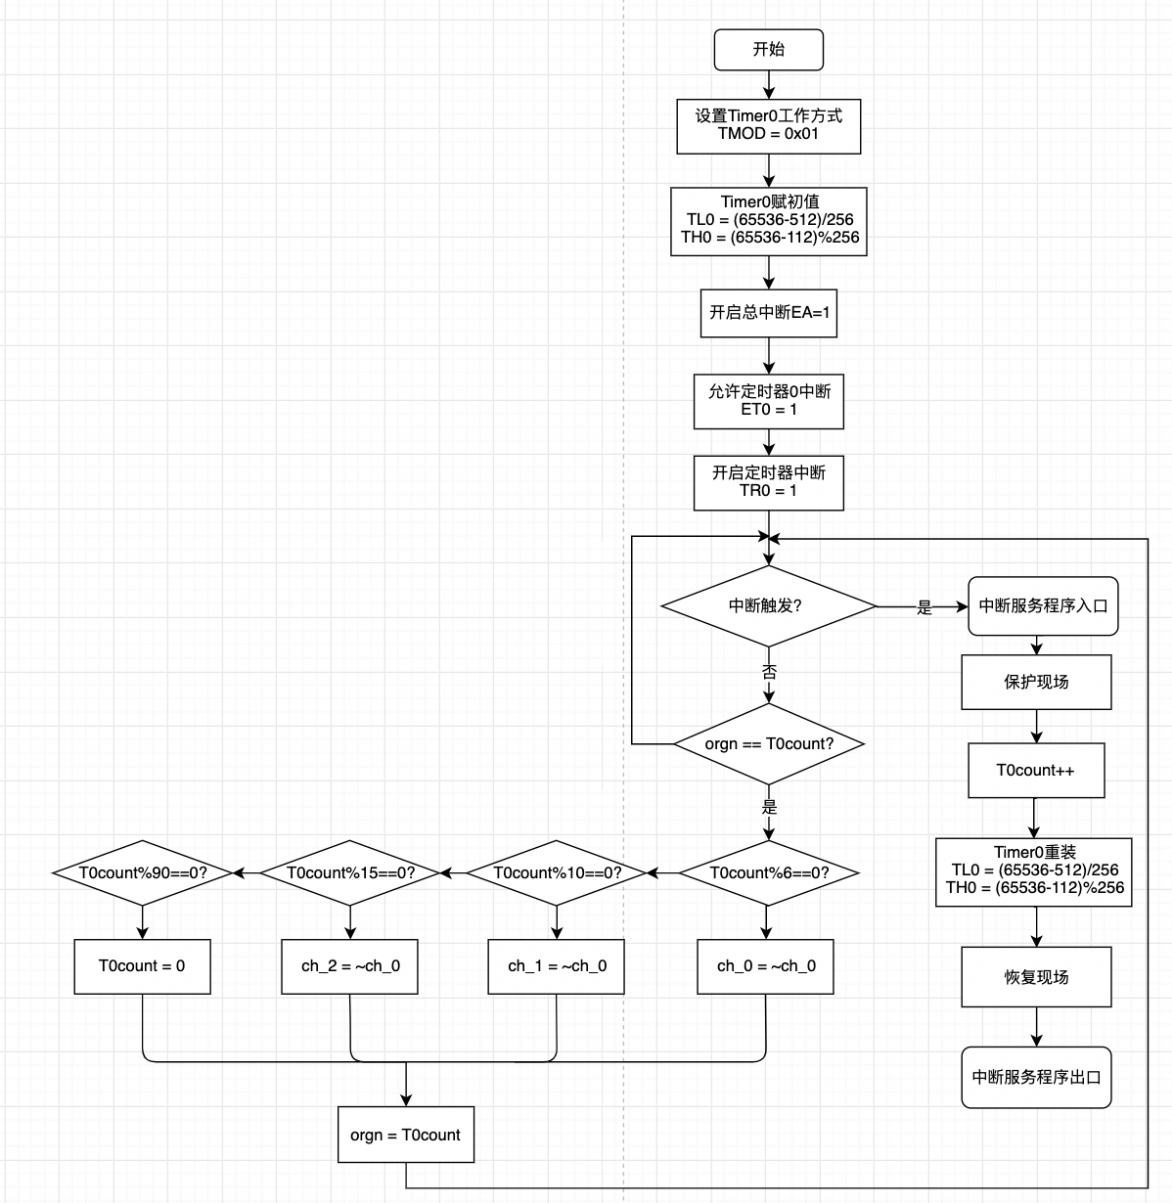 开始
设置Timer0工作方式
TMOD = 0x01
Timer0赋初值
TL0 = (65536-512)/256
TH0 = (65536-112)%256
开启总中断EA=1
允许定时器0中断
ET0 = 1
开启定时器中断
TR0 = 1
中断触发?
是
中断服务程序入口
否
保护现场
orgn == T0count?
T0count++
是
Timer0重装
TL0 = (65536-512)/256
TH0 = (65536-112)%256
T0count%90==0?
T0count%15==0?
T0count%10==0?
T0count%6==0?
T0count = 0
ch_2 = ~ch_0
ch_1 = ~ch_0
ch_0 = ~ch_0
恢复现场
中断服务程序出口
orgn = T0count